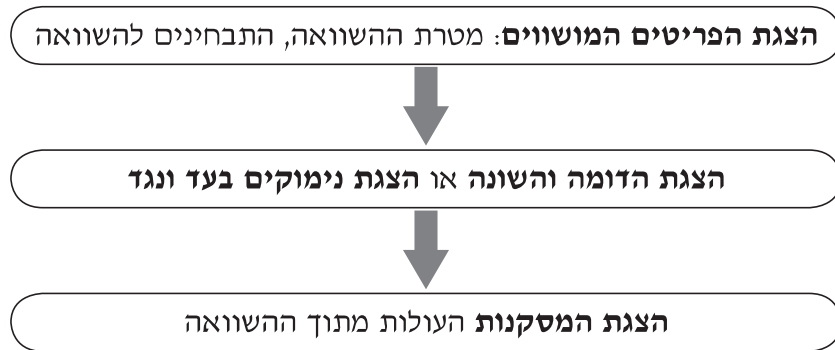 הצגת הפריטים המושווים: מטרת ההשוואה, התבחינים להשוואה
הצגת הדומה והשונה או הצגת נימוקים בעד ונגד
הצגת המסקנות העולות מתוך ההשוואה